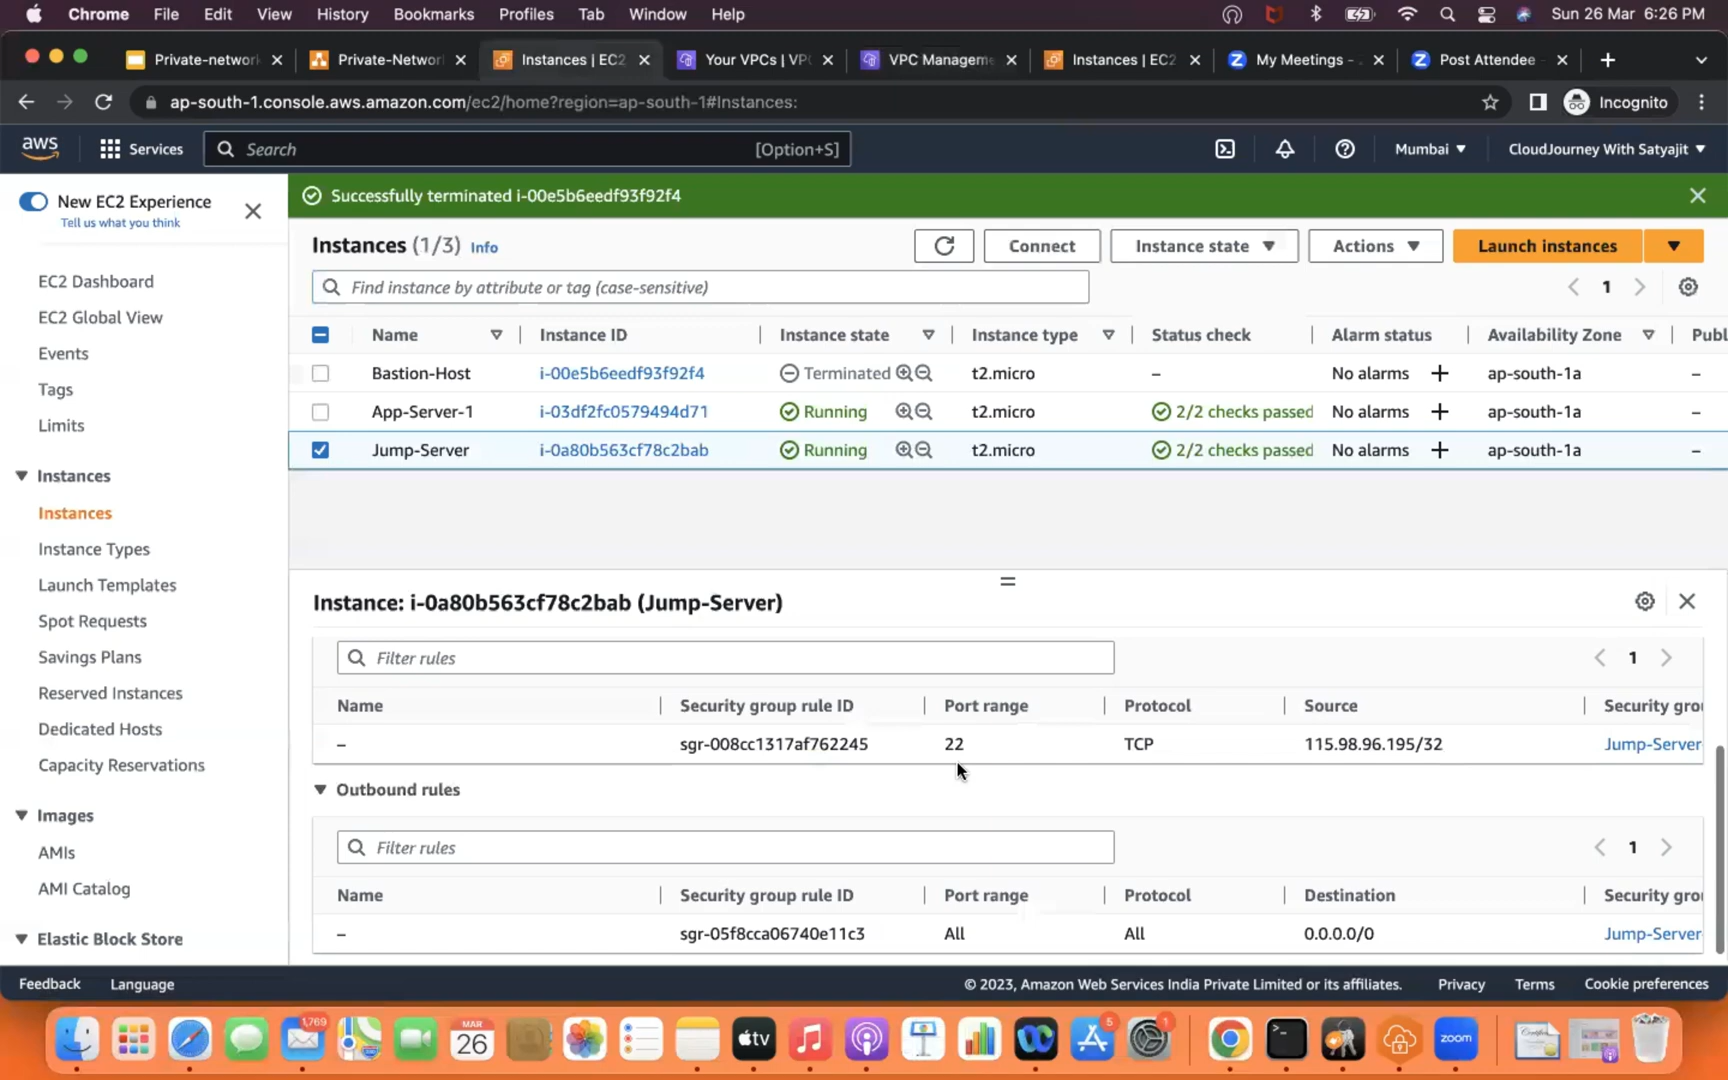 Chrome File Edit View History Bookmarks Profiles Tab Window Help Sun 26 Mar 6:26 PM
Private-networ Private-Networ Instances | EC2 Your VPCs | VP VPC Managem Instances | EC2 My Meetings - Post Attendee
ap-south-1.console.aws.amazon.com/ec2/home?region=ap-south-1#Instances: Incognito
aws Services Search [Option+S] Mumbai CloudJourney With Satyajit
New EC2 Experience
Tell us what you think
EC2 Dashboard
EC2 Global View
Events
Tags
Limits
Instances
Instances
Instance Types
Launch Templates
Spot Requests
Savings Plans
Reserved Instances
Dedicated Hosts
Capacity Reservations
Images
AMIs
AMI Catalog
Elastic Block Store
Successfully terminated i-00e5b6eedf93f92f4
Instances (1/3) Info Connect Instance state Actions Launch instances
Find instance by attribute or tag (case-sensitive) 1
Name Instance ID Instance state Instance type Status check Alarm status Availability Zone Publ
Bastion-Host i-00e5b6eedf93f92f4 Terminated t2.micro – No alarms + ap-south-1a –
App-Server-1 i-03df2fc0579494d71 Running t2.micro 2/2 checks passed No alarms + ap-south-1a –
Jump-Server i-0a80b563cf78c2bab Running t2.micro 2/2 checks passed No alarms + ap-south-1a –
Instance: i-0a80b563cf78c2bab (Jump-Server)
Filter rules 1
Name Security group rule ID Port range Protocol Source Security gro
– sgr-008cc1317af762245 22 TCP 115.98.96.195/32 Jump-Server
Outbound rules
Filter rules 1
Name Security group rule ID Port range Protocol Destination Security gro
– sgr-05f8cca06740e11c3 All All 0.0.0.0/0 Jump-Server
Feedback Language © 2023, Amazon Web Services India Private Limited or its affiliates. Privacy Terms Cookie preferences
1,769 MAR 26 tv 5 1 zoom